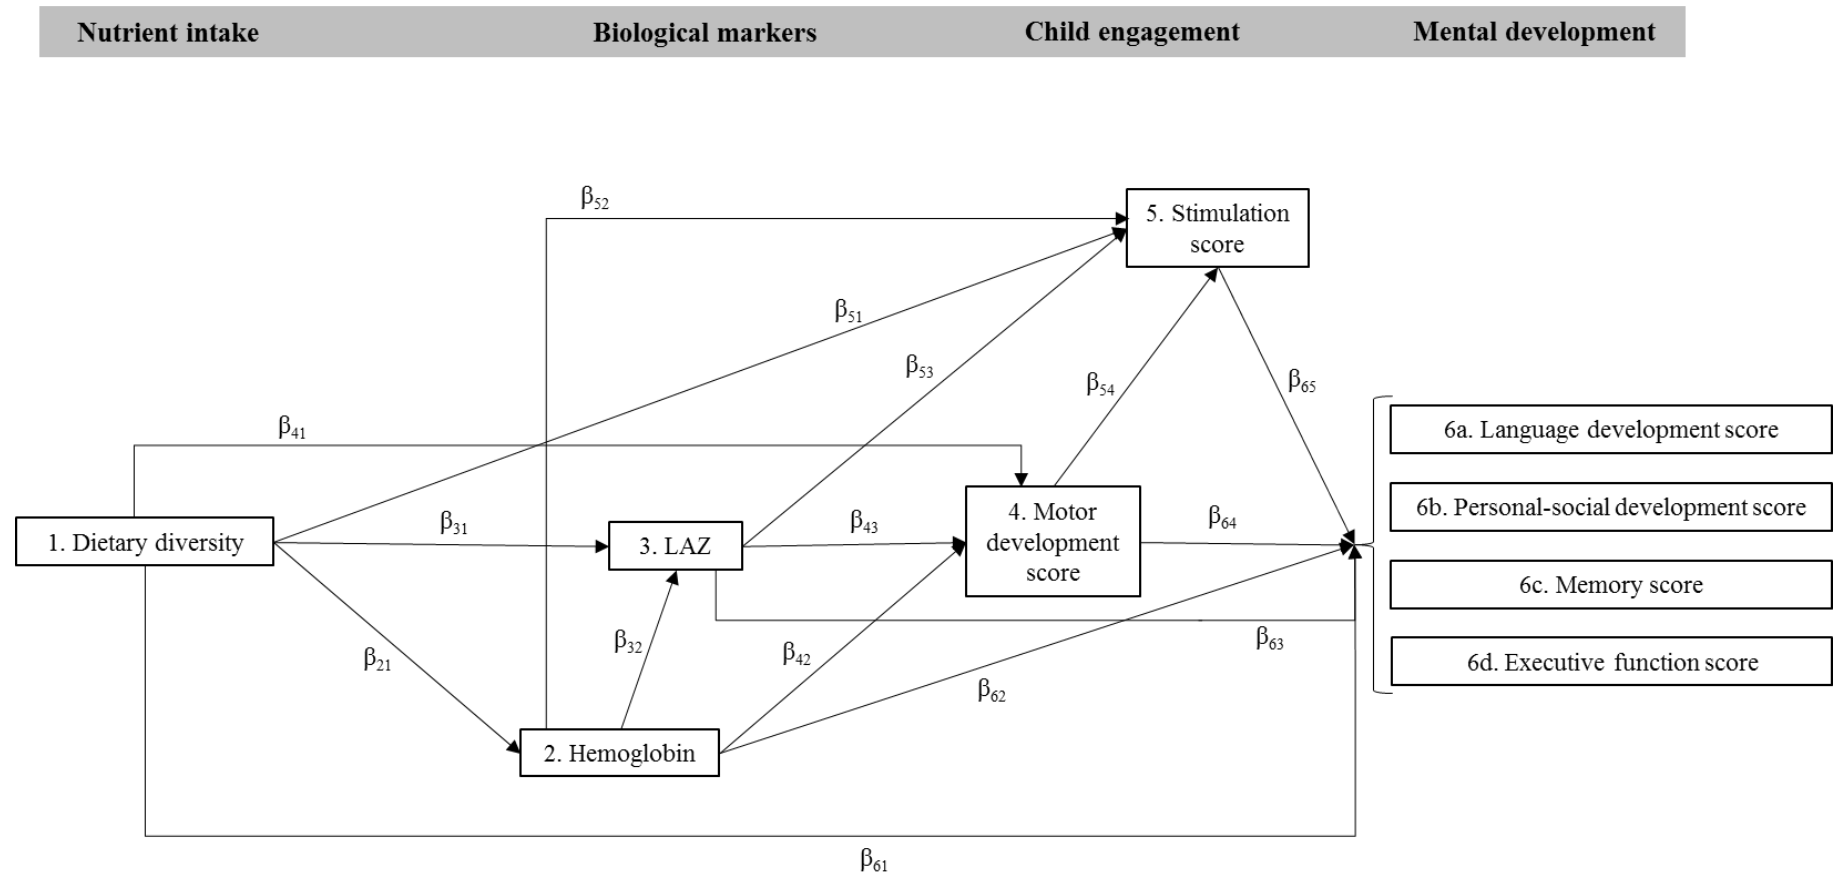 Nutrient intake Biological markers Child engagement Mental development
β52
5. Stimulation
score
β51
β53
β54
β65
β41
6a. Language development score
6b. Personal-social development score
1. Dietary diversity
β31
3. LAZ
β43
4. Motor
development
score
β64
6c. Memory score
β32
β42
β63
β21
β62
6d. Executive function score
2. Hemoglobin
β61